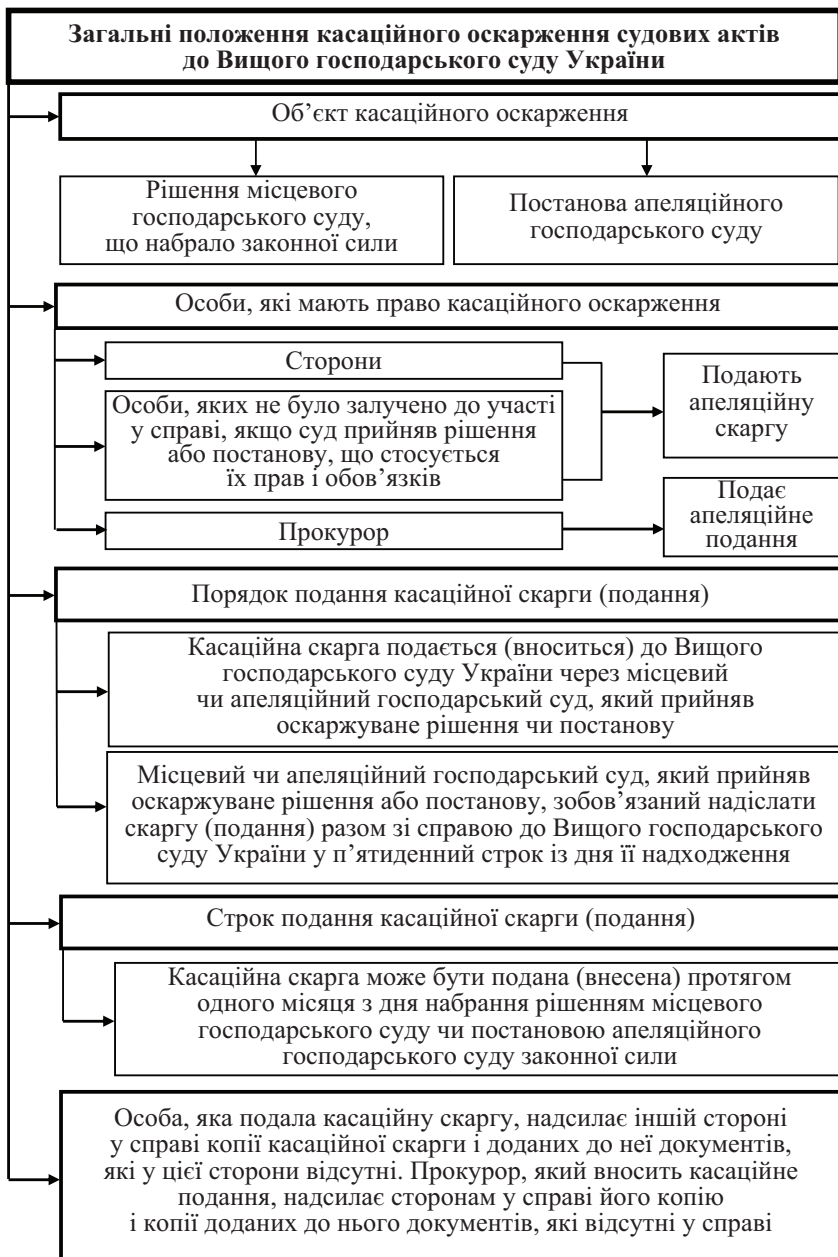 Загальні положення касаційного оскарження судових актів
до Вищого господарського суду України
Об’єкт касаційного оскарження
Рішення місцевого
господарського суду,
що набрало законної сили
Постанова апеляційного
господарського суду
Особи, які мають право касаційного оскарження
Сторони
Особи, яких не було залучено до участі
у справі, якщо суд прийняв рішення
або постанову, що стосується
їх прав і обов’язків
Прокурор
Подають
апеляційну
скаргу
Подає
апеляційне
подання
Порядок подання касаційної скарги (подання)
Касаційна скарга подається (вноситься) до Вищого
господарського суду України через місцевий
чи апеляційний господарський суд, який прийняв
оскаржуване рішення чи постанову
Місцевий чи апеляційний господарський суд, який прийняв
оскаржуване рішення або постанову, зобов’язаний надіслати
скаргу (подання) разом зі справою до Вищого господарського
суду України у п’ятиденний строк із дня її надходження
Строк подання касаційної скарги (подання)
Касаційна скарга може бути подана (внесена) протягом
одного місяця з дня набрання рішенням місцевого
господарського суду чи постановою апеляційного
господарського суду законної сили
Особа, яка подала касаційну скаргу, надсилає іншій стороні
у справі копії касаційної скарги і доданих до неї документів,
які у цієї сторони відсутні. Прокурор, який вносить касаційне
подання, надсилає сторонам у справі його копію
і копії доданих до нього документів, які відсутні у справі